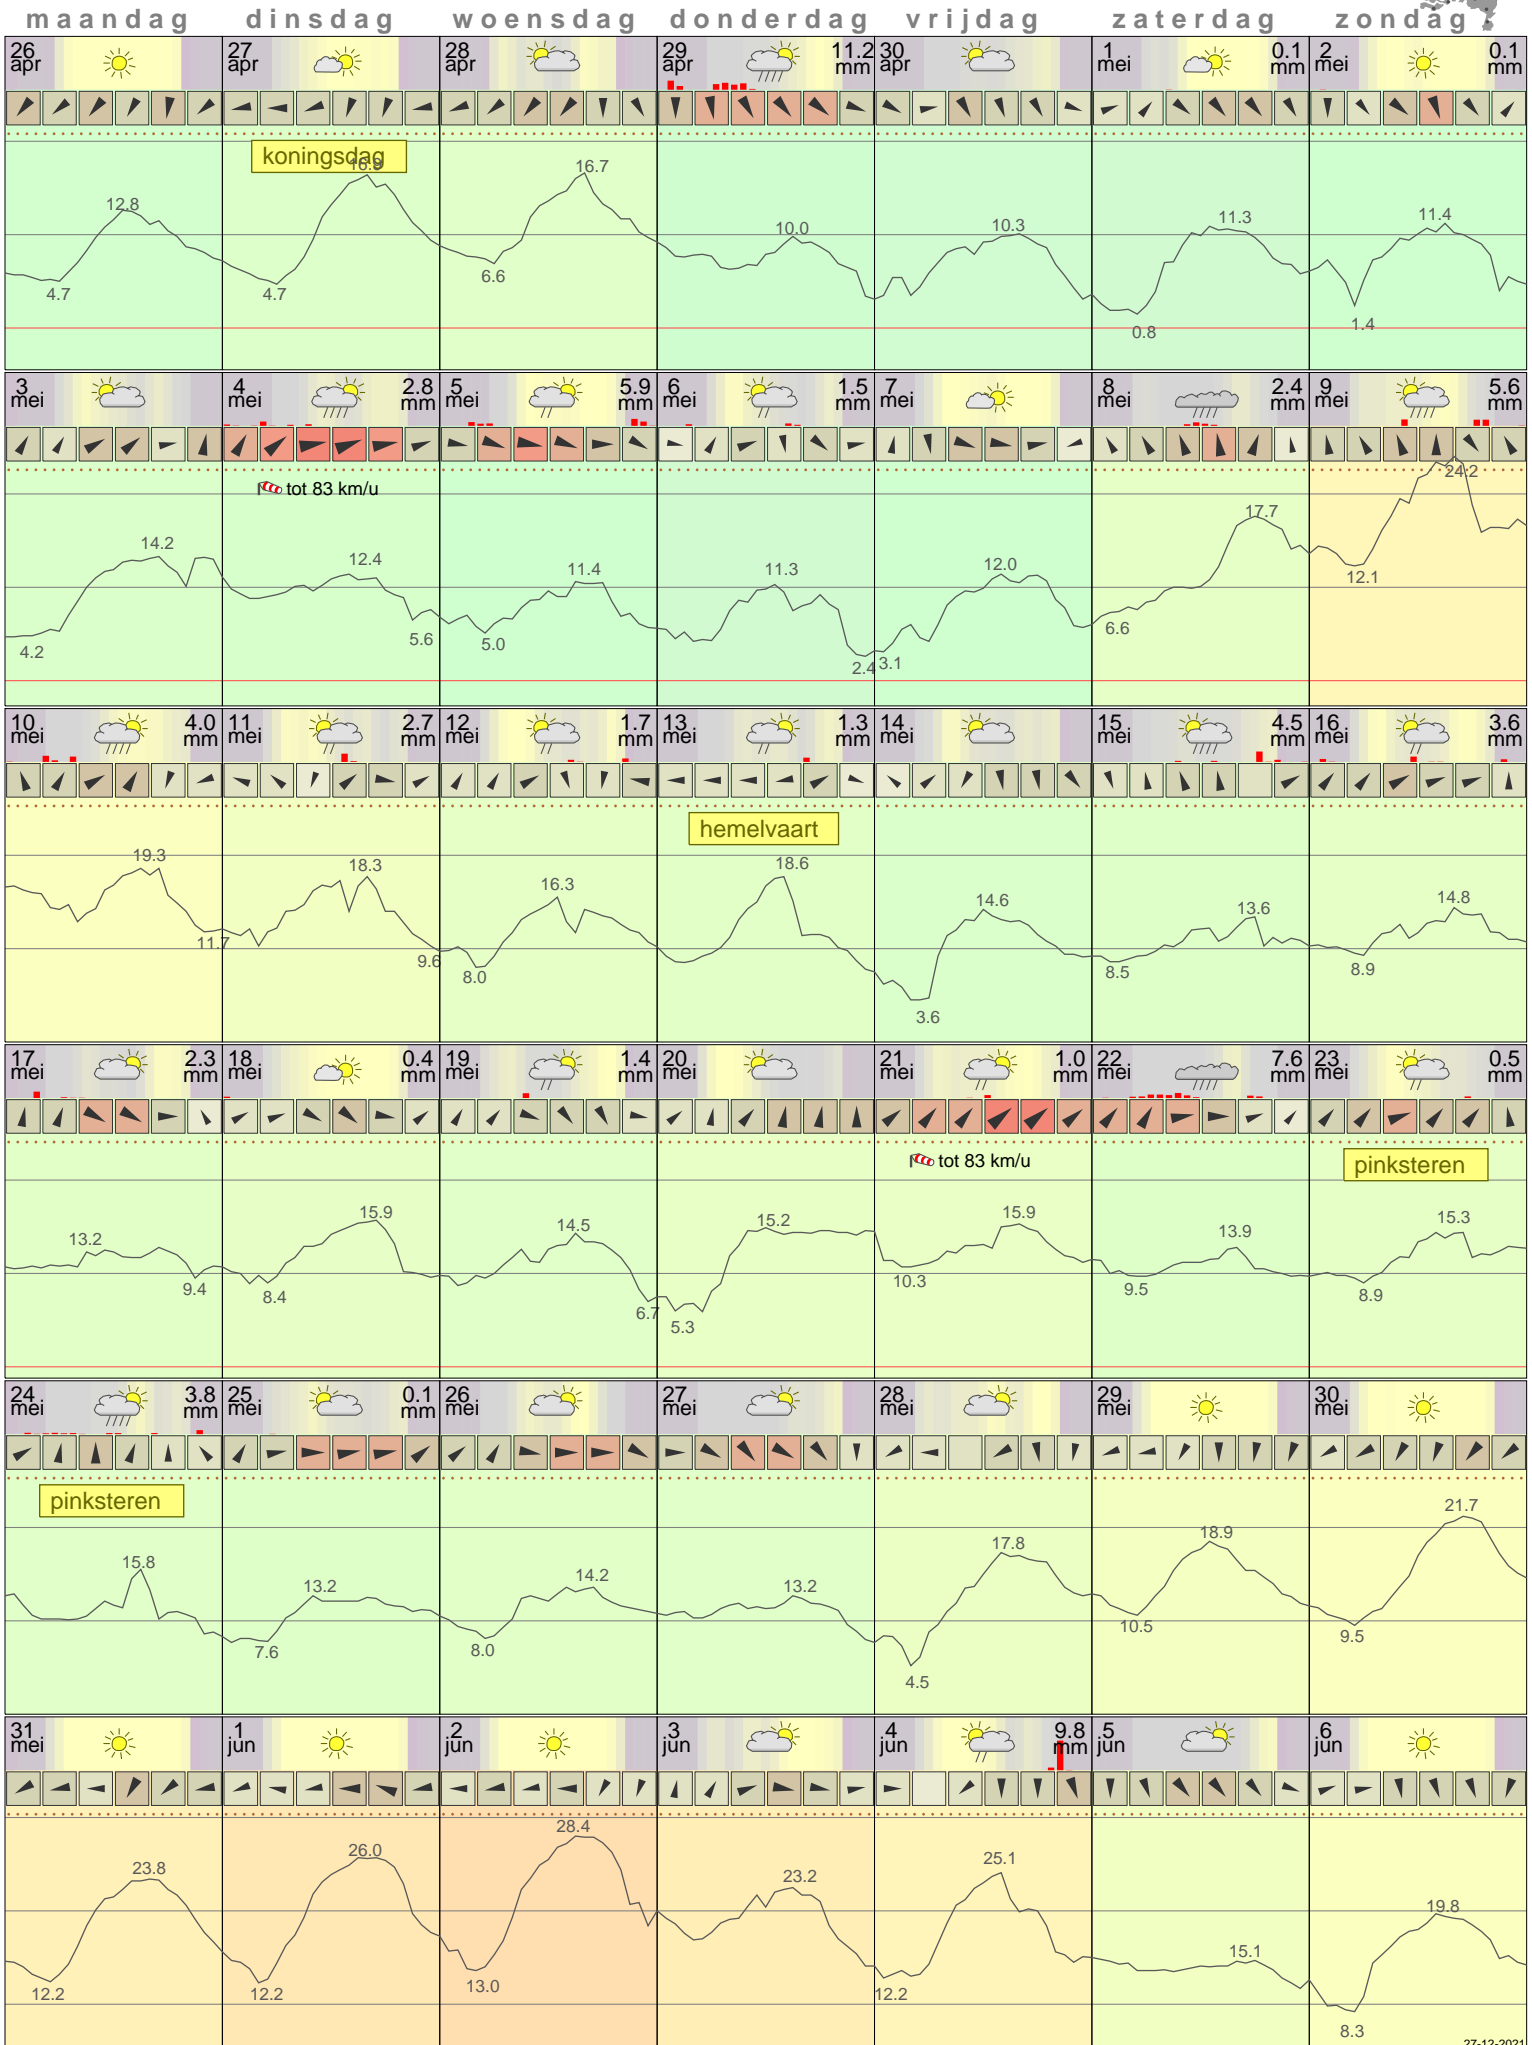 maandag dinsdag woensdag donderdag vrijdag zaterdag zondag
26 apr 27 apr 28 apr 29 apr 11.2 mm 30 apr 1 mei 0.1 mm 2 mei 0.1 mm
koningsdag
12.8 16.9 16.7 10.0 10.3 11.3 11.4
4.7 4.7 6.6 0.8 1.4
3 mei 4 mei 2.8 mm 5 mei 5.9 mm 6 mei 1.5 mm 7 mei 8 mei 2.4 mm 9 mei 5.6 mm
tot 83 km/u
14.2 12.4 11.4 11.3 12.0 17.7 24.2
4.2 5.6 5.0 2.4 3.1 6.6 12.1
10 mei 4.0 mm 11 mei 2.7 mm 12 mei 1.7 mm 13 mei 1.3 mm 14 mei 15 mei 4.5 mm 16 mei 3.6 mm
hemelvaart
19.3 18.3 16.3 18.6 14.6 13.6 14.8
11.7 9.6 8.0 3.6 8.5 8.9
17 mei 2.3 mm 18 mei 0.4 mm 19 mei 1.4 mm 20 mei 21 mei 1.0 mm 22 mei 7.6 mm 23 mei 0.5 mm
tot 83 km/u pinksteren
13.2 15.9 14.5 15.2 15.9 13.9 15.3
9.4 8.4 6.7 5.3 10.3 9.5 8.9
24 mei 3.8 mm 25 mei 0.1 mm 26 mei 27 mei 28 mei 29 mei 30 mei
pinksteren
15.8 13.2 14.2 13.2 17.8 18.9 21.7
7.6 8.0 4.5 10.5 9.5
31 mei 1 jun 2 jun 3 jun 4 jun 9.8 mm 5 jun 6 jun
23.8 26.0 28.4 23.2 25.1 15.1 19.8
12.2 12.2 13.0 12.2 8.3
27-12-2021